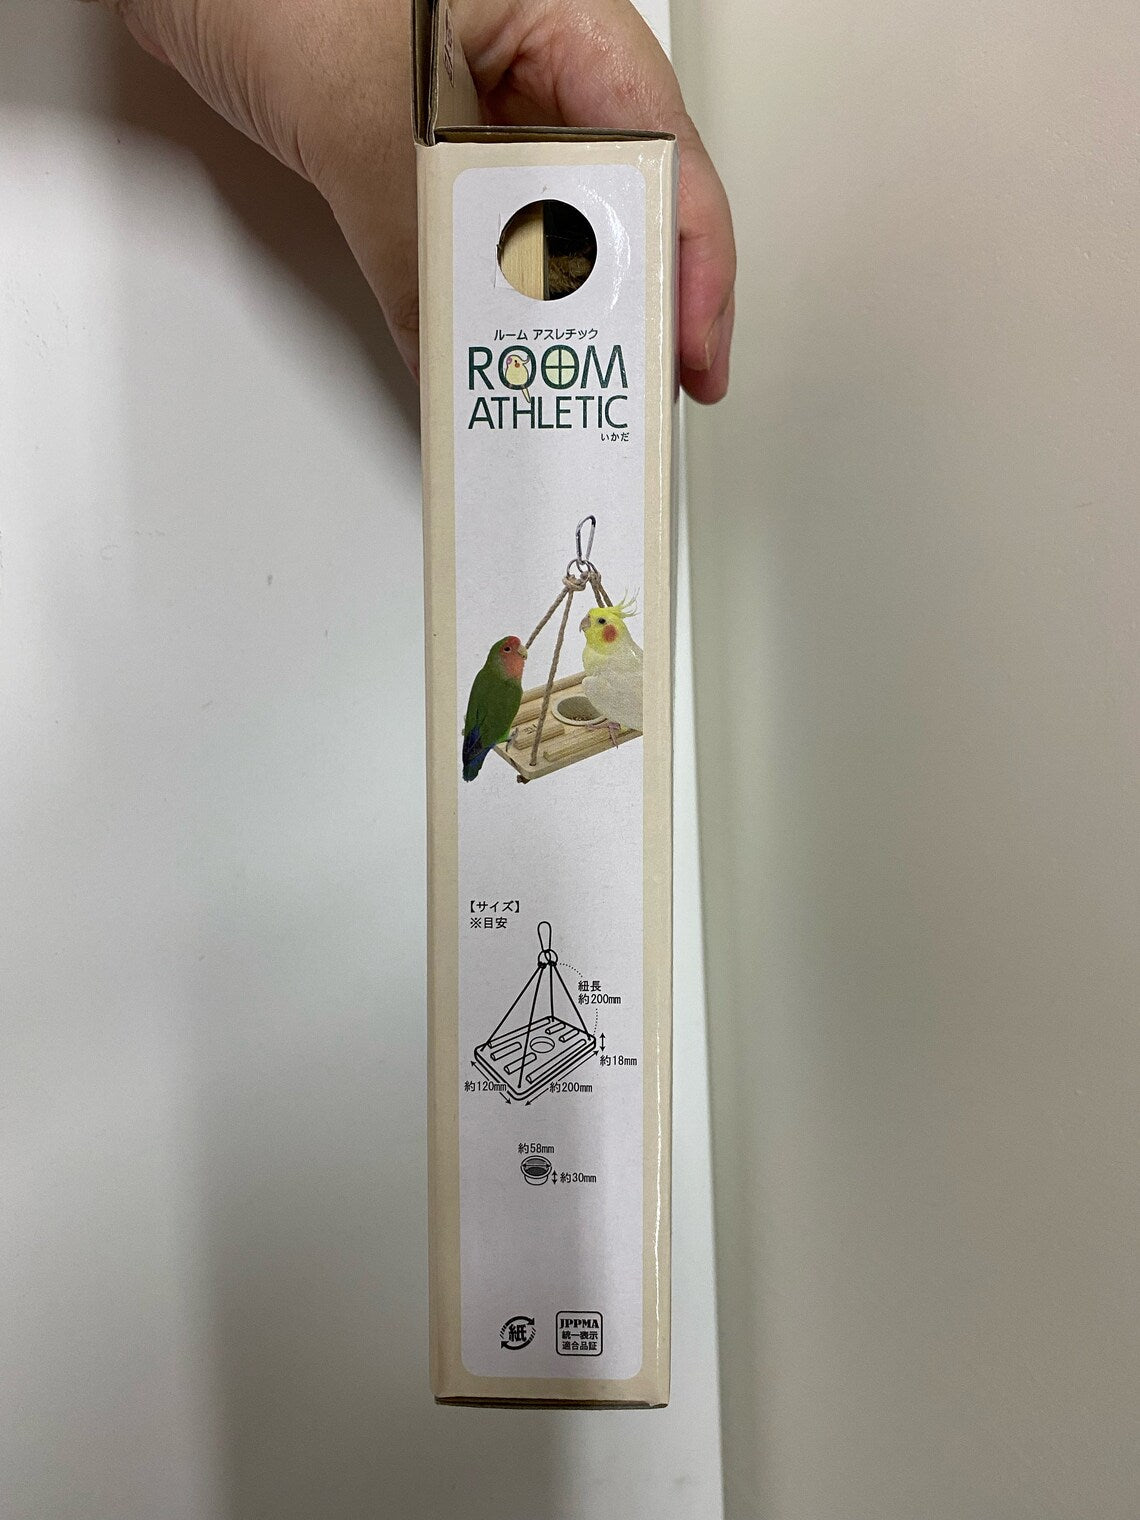 ルーム アスレチック
ROOM
ATHLETIC
いかだ
【サイズ】
※目安
紐長
約200mm
約18mm
約120mm
約200mm
約58mm
約30mm
紙
JPPMA
統一表示
適合品証